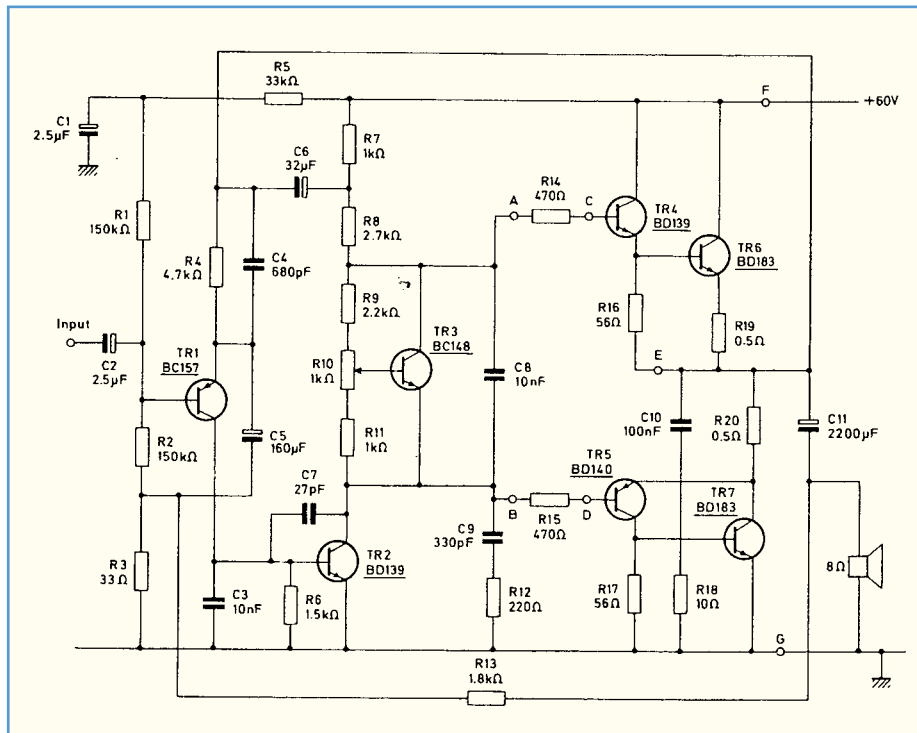 R5
33kΩ
F
+60V
C1
2.5µF
R7
1kΩ
C6
32µF
R14
470Ω
A
C
TR4
BD139
R1
150kΩ
R8
2.7kΩ
TR6
BD183
R4
4.7kΩ
C4
680pF
R9
2.2kΩ
R16
56Ω
R19
0.5Ω
Input
TR3
BC148
C2
2.5µF
TR1
BC157
R10
1kΩ
C8
10nF
E
C10
100nF
R20
0.5Ω
C11
2200µF
R2
150kΩ
C5
160µF
R11
1kΩ
TR5
BD140
TR7
BD183
C7
27pF
B
R15
470Ω
D
C9
330pF
R3
33Ω
TR2
BD139
8Ω
C3
10nF
R6
1.5kΩ
R12
220Ω
R17
56Ω
R18
10Ω
G
R13
1.8kΩ